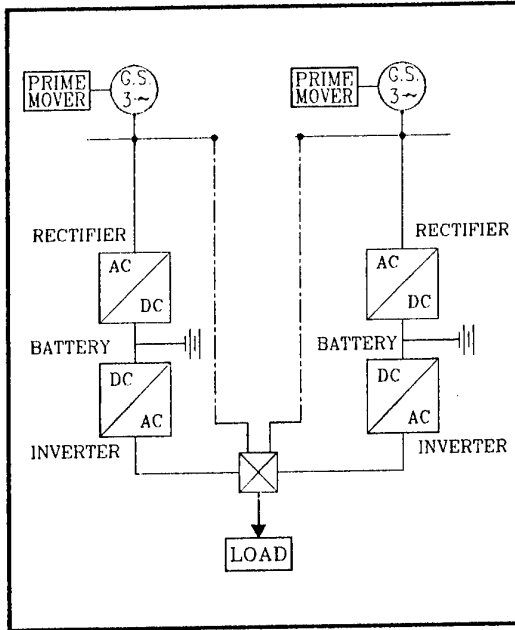 PRIME
MOVER
G.S.
3~
PRIME
MOVER
G.S.
3~
RECTIFIER
AC
DC
RECTIFIER
AC
DC
BATTERY
BATTERY
DC
AC
DC
AC
INVERTER
INVERTER
LOAD